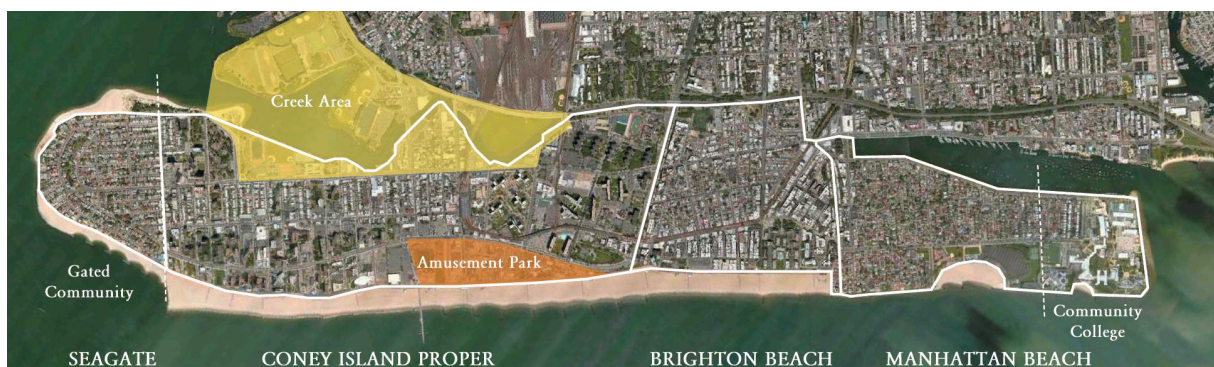 Creek Area
Amusement Park
Gated
Community
Community
College
SEAGATE
CONEY ISLAND PROPER
BRIGHTON BEACH
MANHATTAN BEACH